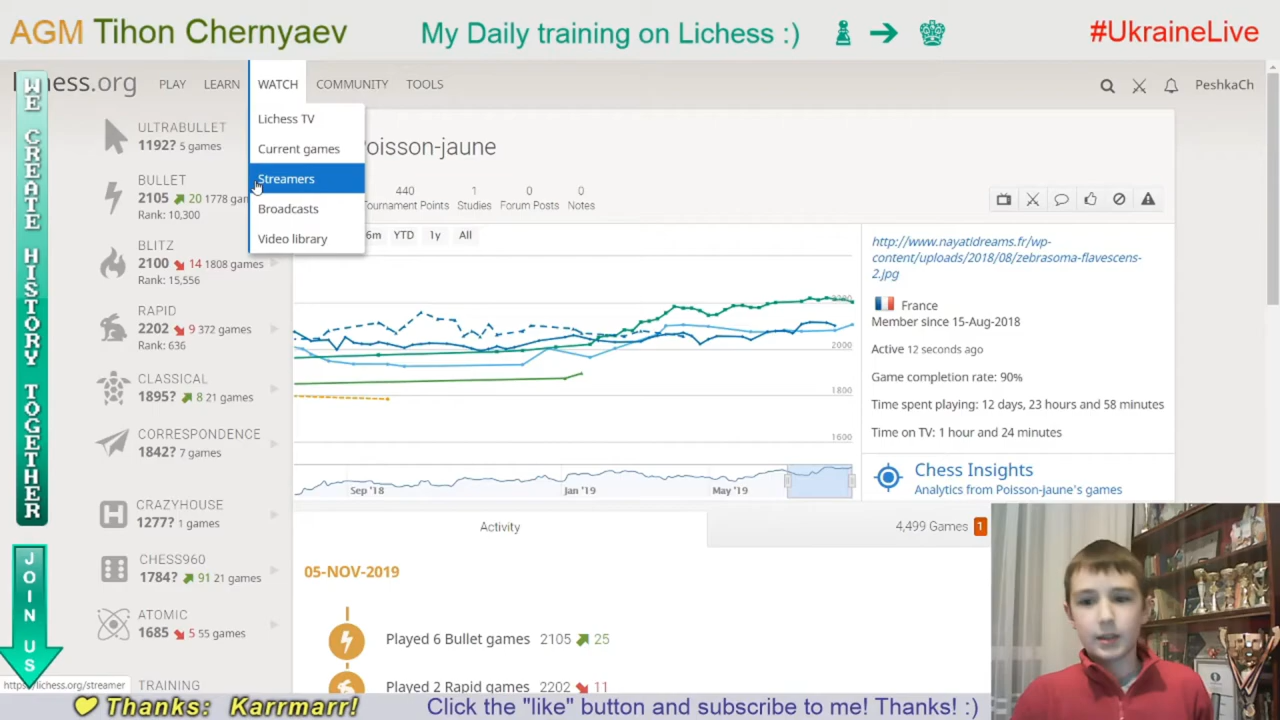 AGM Tihon Chernyaev
My Daily training on Lichess :)
#UkraineLive
WE CREATE HISTORY TOGETHER
JOIN US
lichess.org
PLAY LEARN WATCH COMMUNITY TOOLS
PeshkaCh
Lichess TV
Current games
Streamers
Broadcasts
Video library
ULTRABULLET
1192? 5 games
BULLET
2105 20 1778 gam
Rank: 10,300
BLITZ
2100 14 1808 games
Rank: 15,556
RAPID
2202 9 372 games
Rank: 636
CLASSICAL
1895? 8 21 games
CORRESPONDENCE
1842? 7 games
CRAZYHOUSE
1277? 1 games
CHESS960
1784? 91 21 games
ATOMIC
1685 5 55 games
TRAINING
https://lichess.org/streamer
Poisson-jaune
440 1 0 0
Tournament Points Studies Forum Posts Notes
6m YTD 1y All
2000
1800
1600
Sep '18 Jan '19 May '19
http://www.nayatidreams.fr/wp-
content/uploads/2018/08/zebrasoma-flavescens-
2.jpg
France
Member since 15-Aug-2018
Active 12 seconds ago
Game completion rate: 90%
Time spent playing: 12 days, 23 hours and 58 minutes
Time on TV: 1 hour and 24 minutes
Chess Insights
Analytics from Poisson-jaune's games
Activity
4,499 Games 1
05-NOV-2019
Played 6 Bullet games 2105 25
Played 2 Rapid games 2202 11
Thanks: Karrmarr!
Click the "like" button and subscribe to me! Thanks! :)